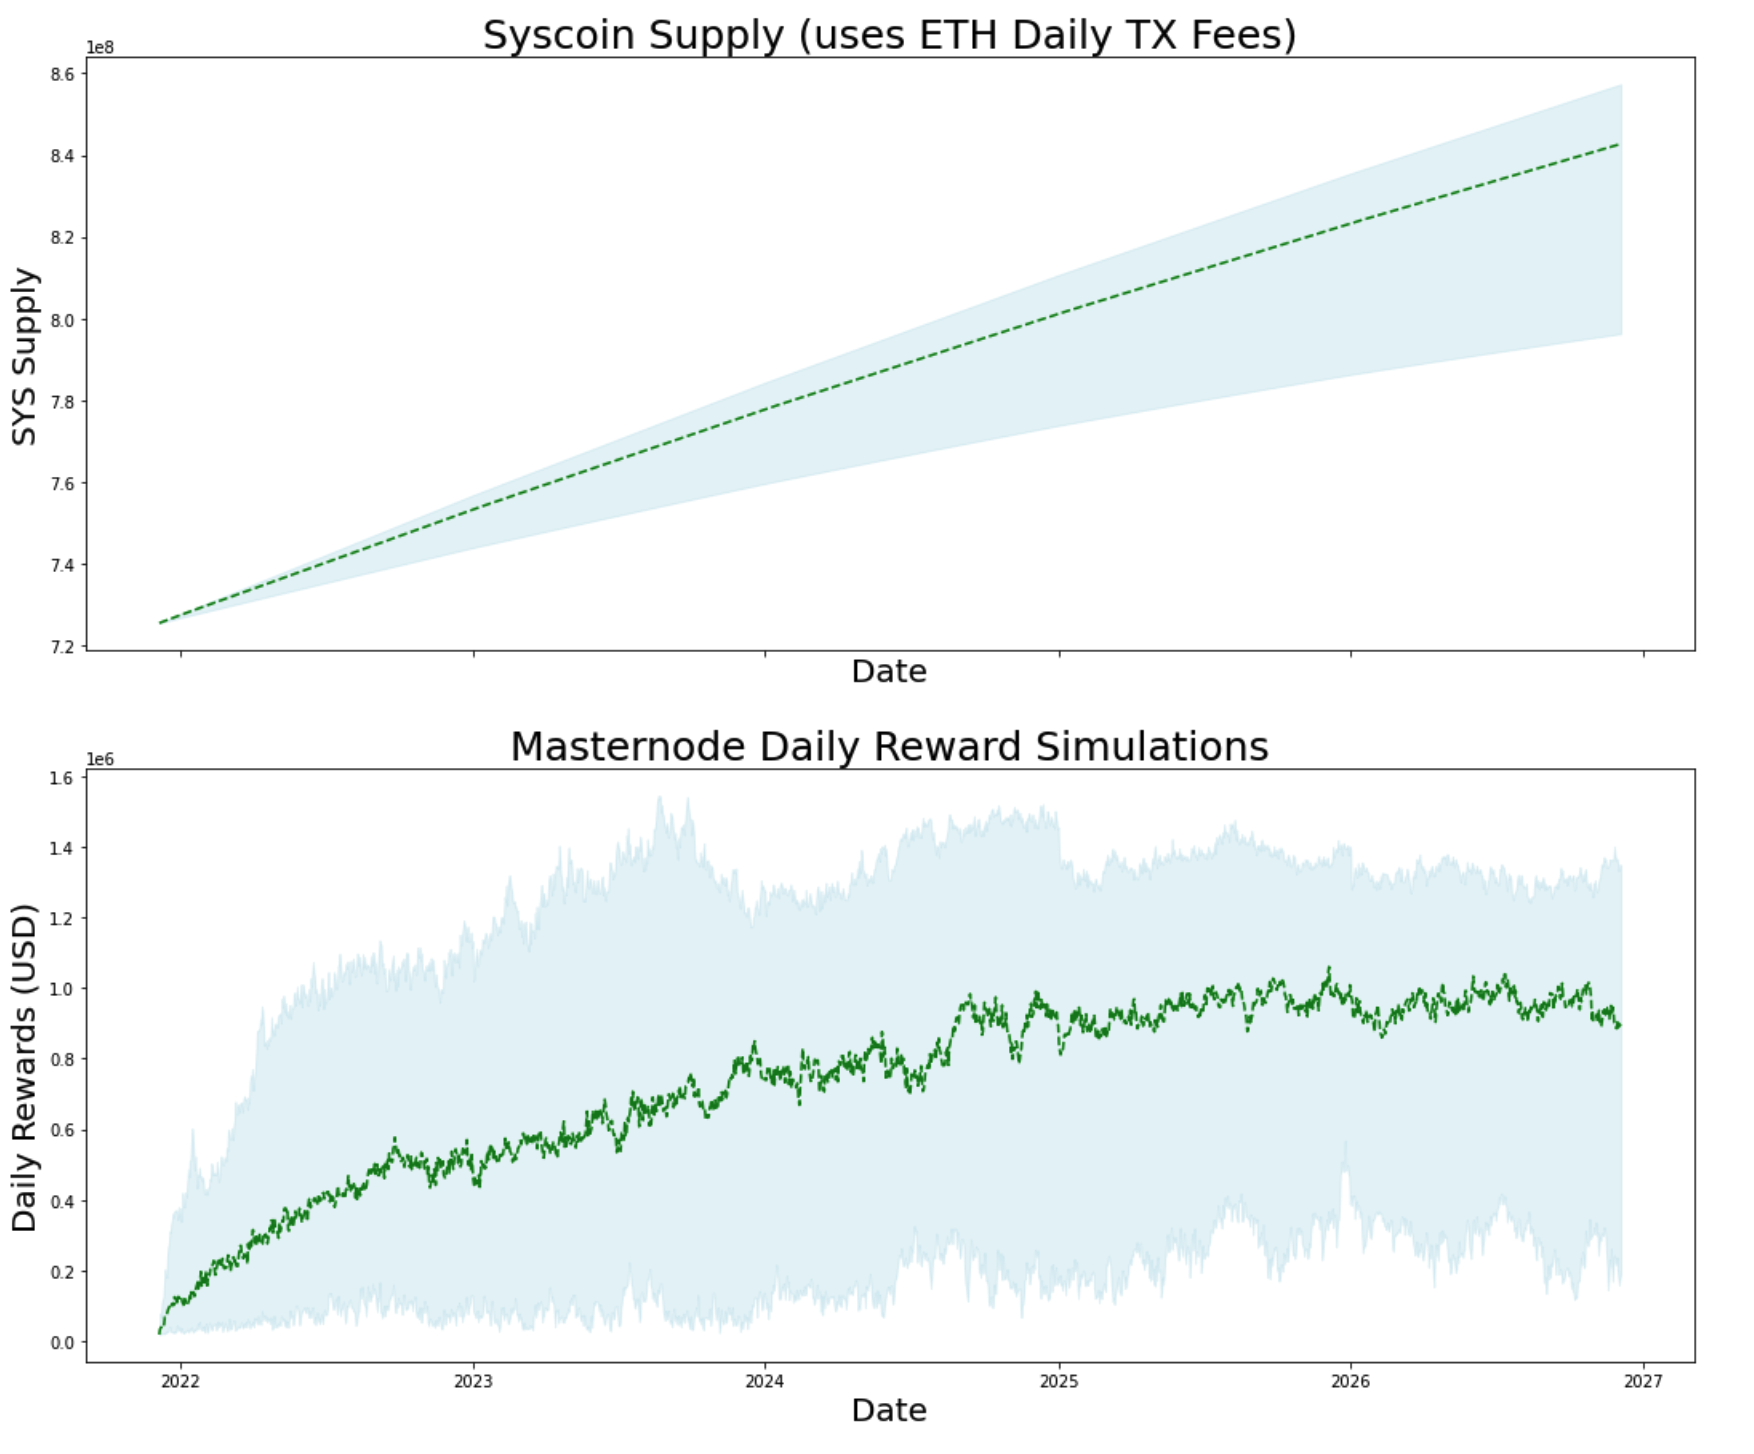 Syscoin Supply (uses ETH Daily TX Fees)
1e8
8.6
8.4
8.2
8.0
7.8
7.6
7.4
7.2
SYS Supply
Date
Masternode Daily Reward Simulations
1e6
1.6
1.4
1.2
1.0
0.8
0.6
0.4
0.2
0.0
Daily Rewards (USD)
2022 2023 2024 2025 2026 2027
Date